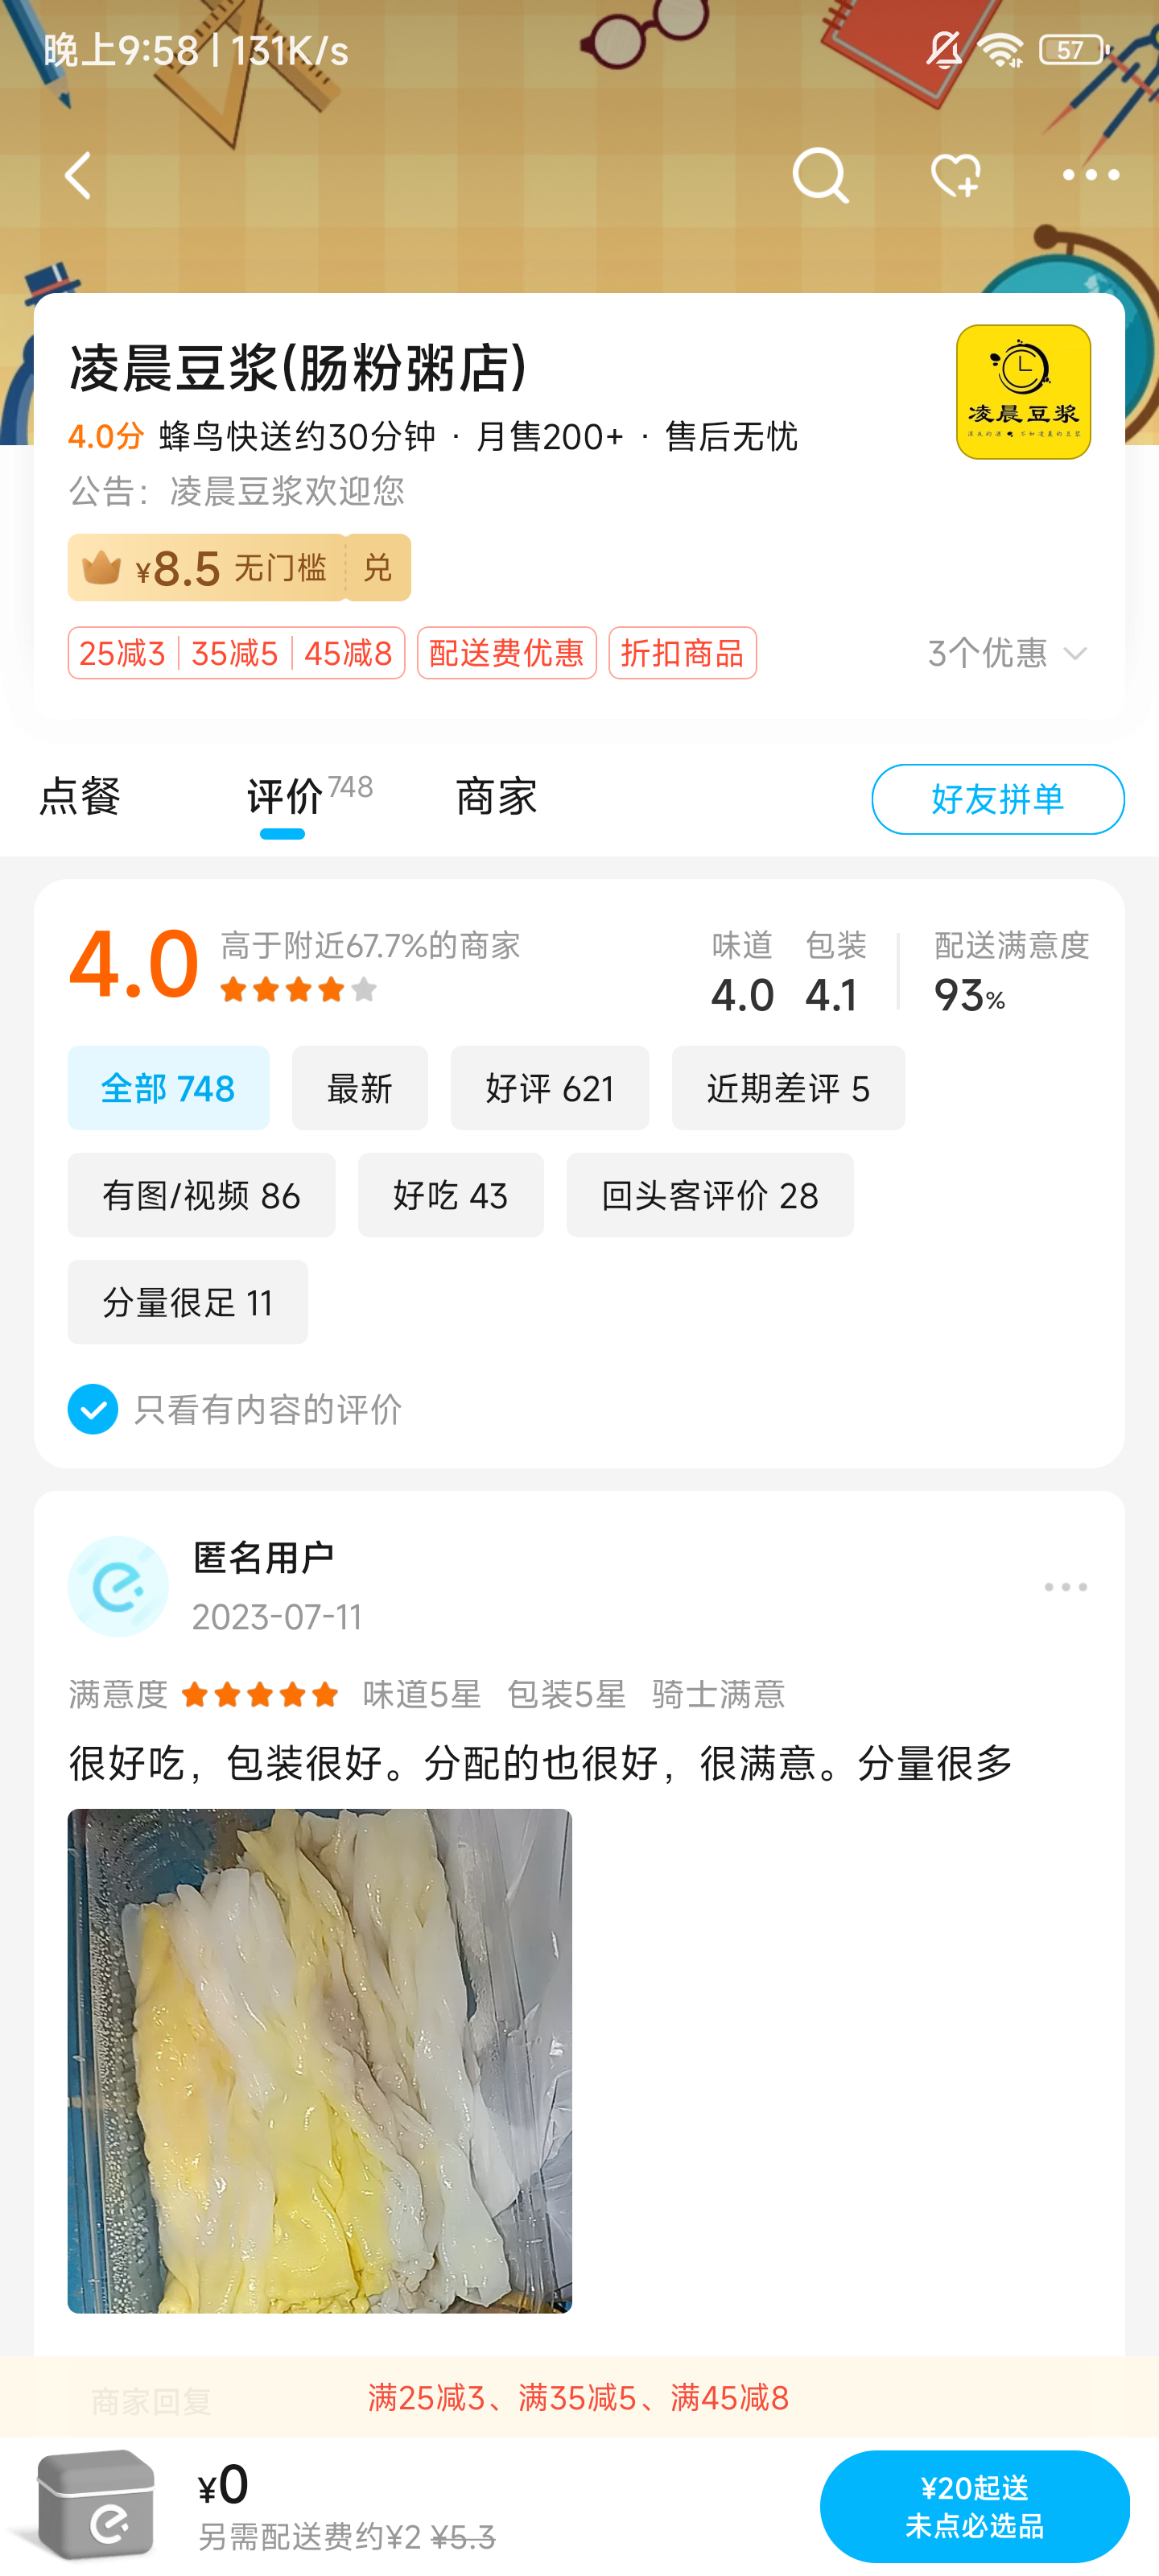 晚上9:58 | 131K/s
57
凌晨豆浆(肠粉粥店)
凌晨豆浆
4.0分 蜂鸟快送约30分钟 · 月售200+ · 售后无忧
公告：凌晨豆浆欢迎您
¥8.5 无门槛 兑
25减3 35减5 45减8 配送费优惠 折扣商品 3个优惠
点餐 评价 748 商家 好友拼单
4.0 高于附近67.7%的商家
味道 包装 配送满意度
4.0 4.1 93%
全部 748 最新 好评 621 近期差评 5
有图/视频 86 好吃 43 回头客评价 28
分量很足 11
只看有内容的评价
匿名用户
2023-07-11
满意度 味道5星 包装5星 骑士满意
很好吃，包装很好。分配的也很好，很满意。分量很多
商家回复
满25减3、满35减5、满45减8
¥0
另需配送费约¥2 ¥5.3
¥20起送
未点必选品